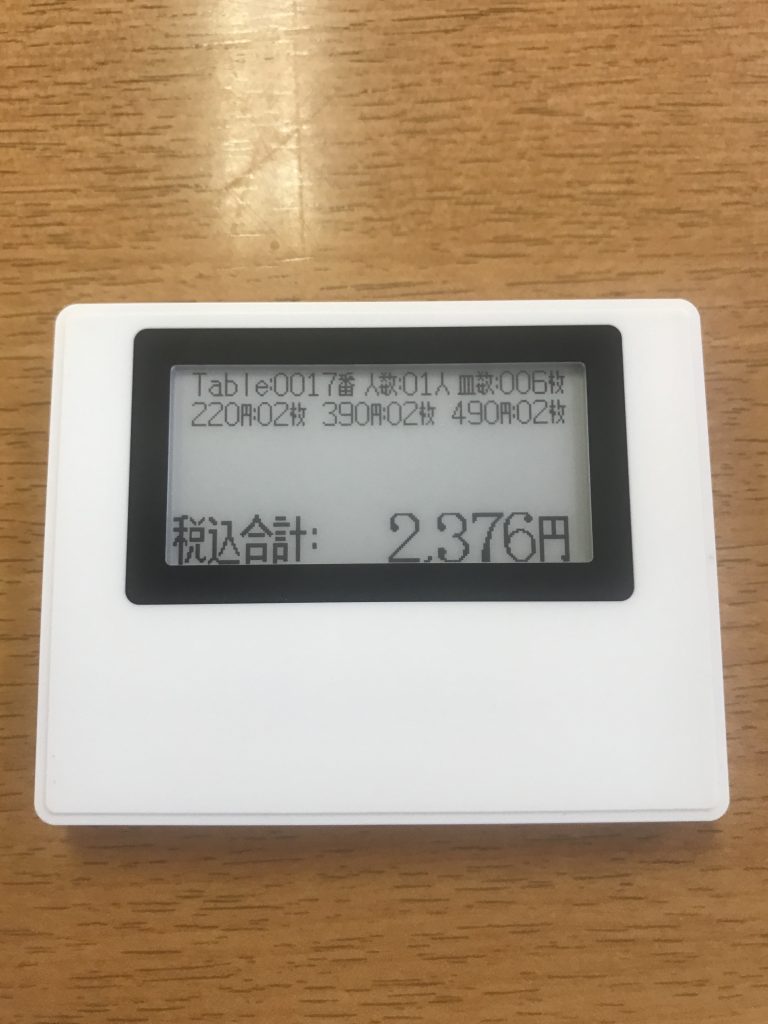 Table:0017番 人数:01人 皿数:006枚
220円:02枚 390円:02枚 490円:02枚
税込合計: 2,376円